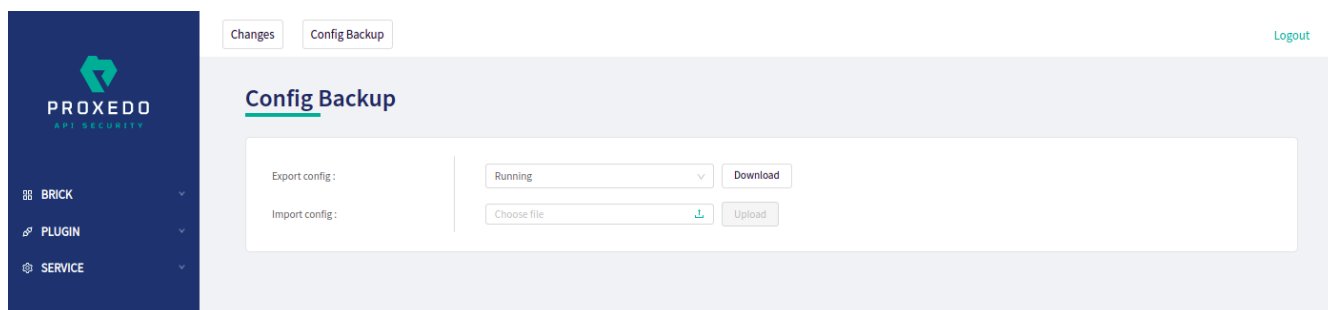 Changes
Config Backup
Logout
PROXEDO
API SECURITY
Config Backup
Export config :
Running
Download
Import config :
Choose file
Upload
BRICK
PLUGIN
SERVICE